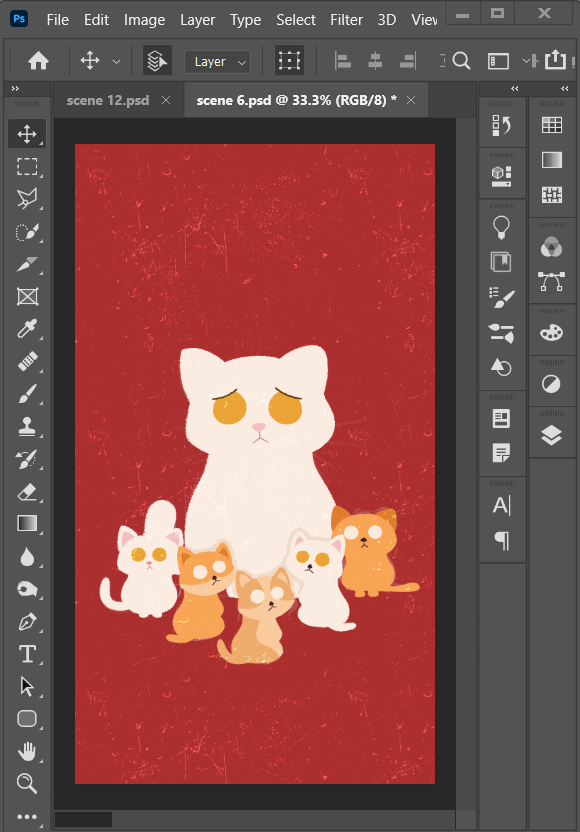 Ps File Edit Image Layer Type Select Filter 3D View
Layer
scene 12.psd × scene 6.psd @ 33.3% (RGB/8) * ×
T
A